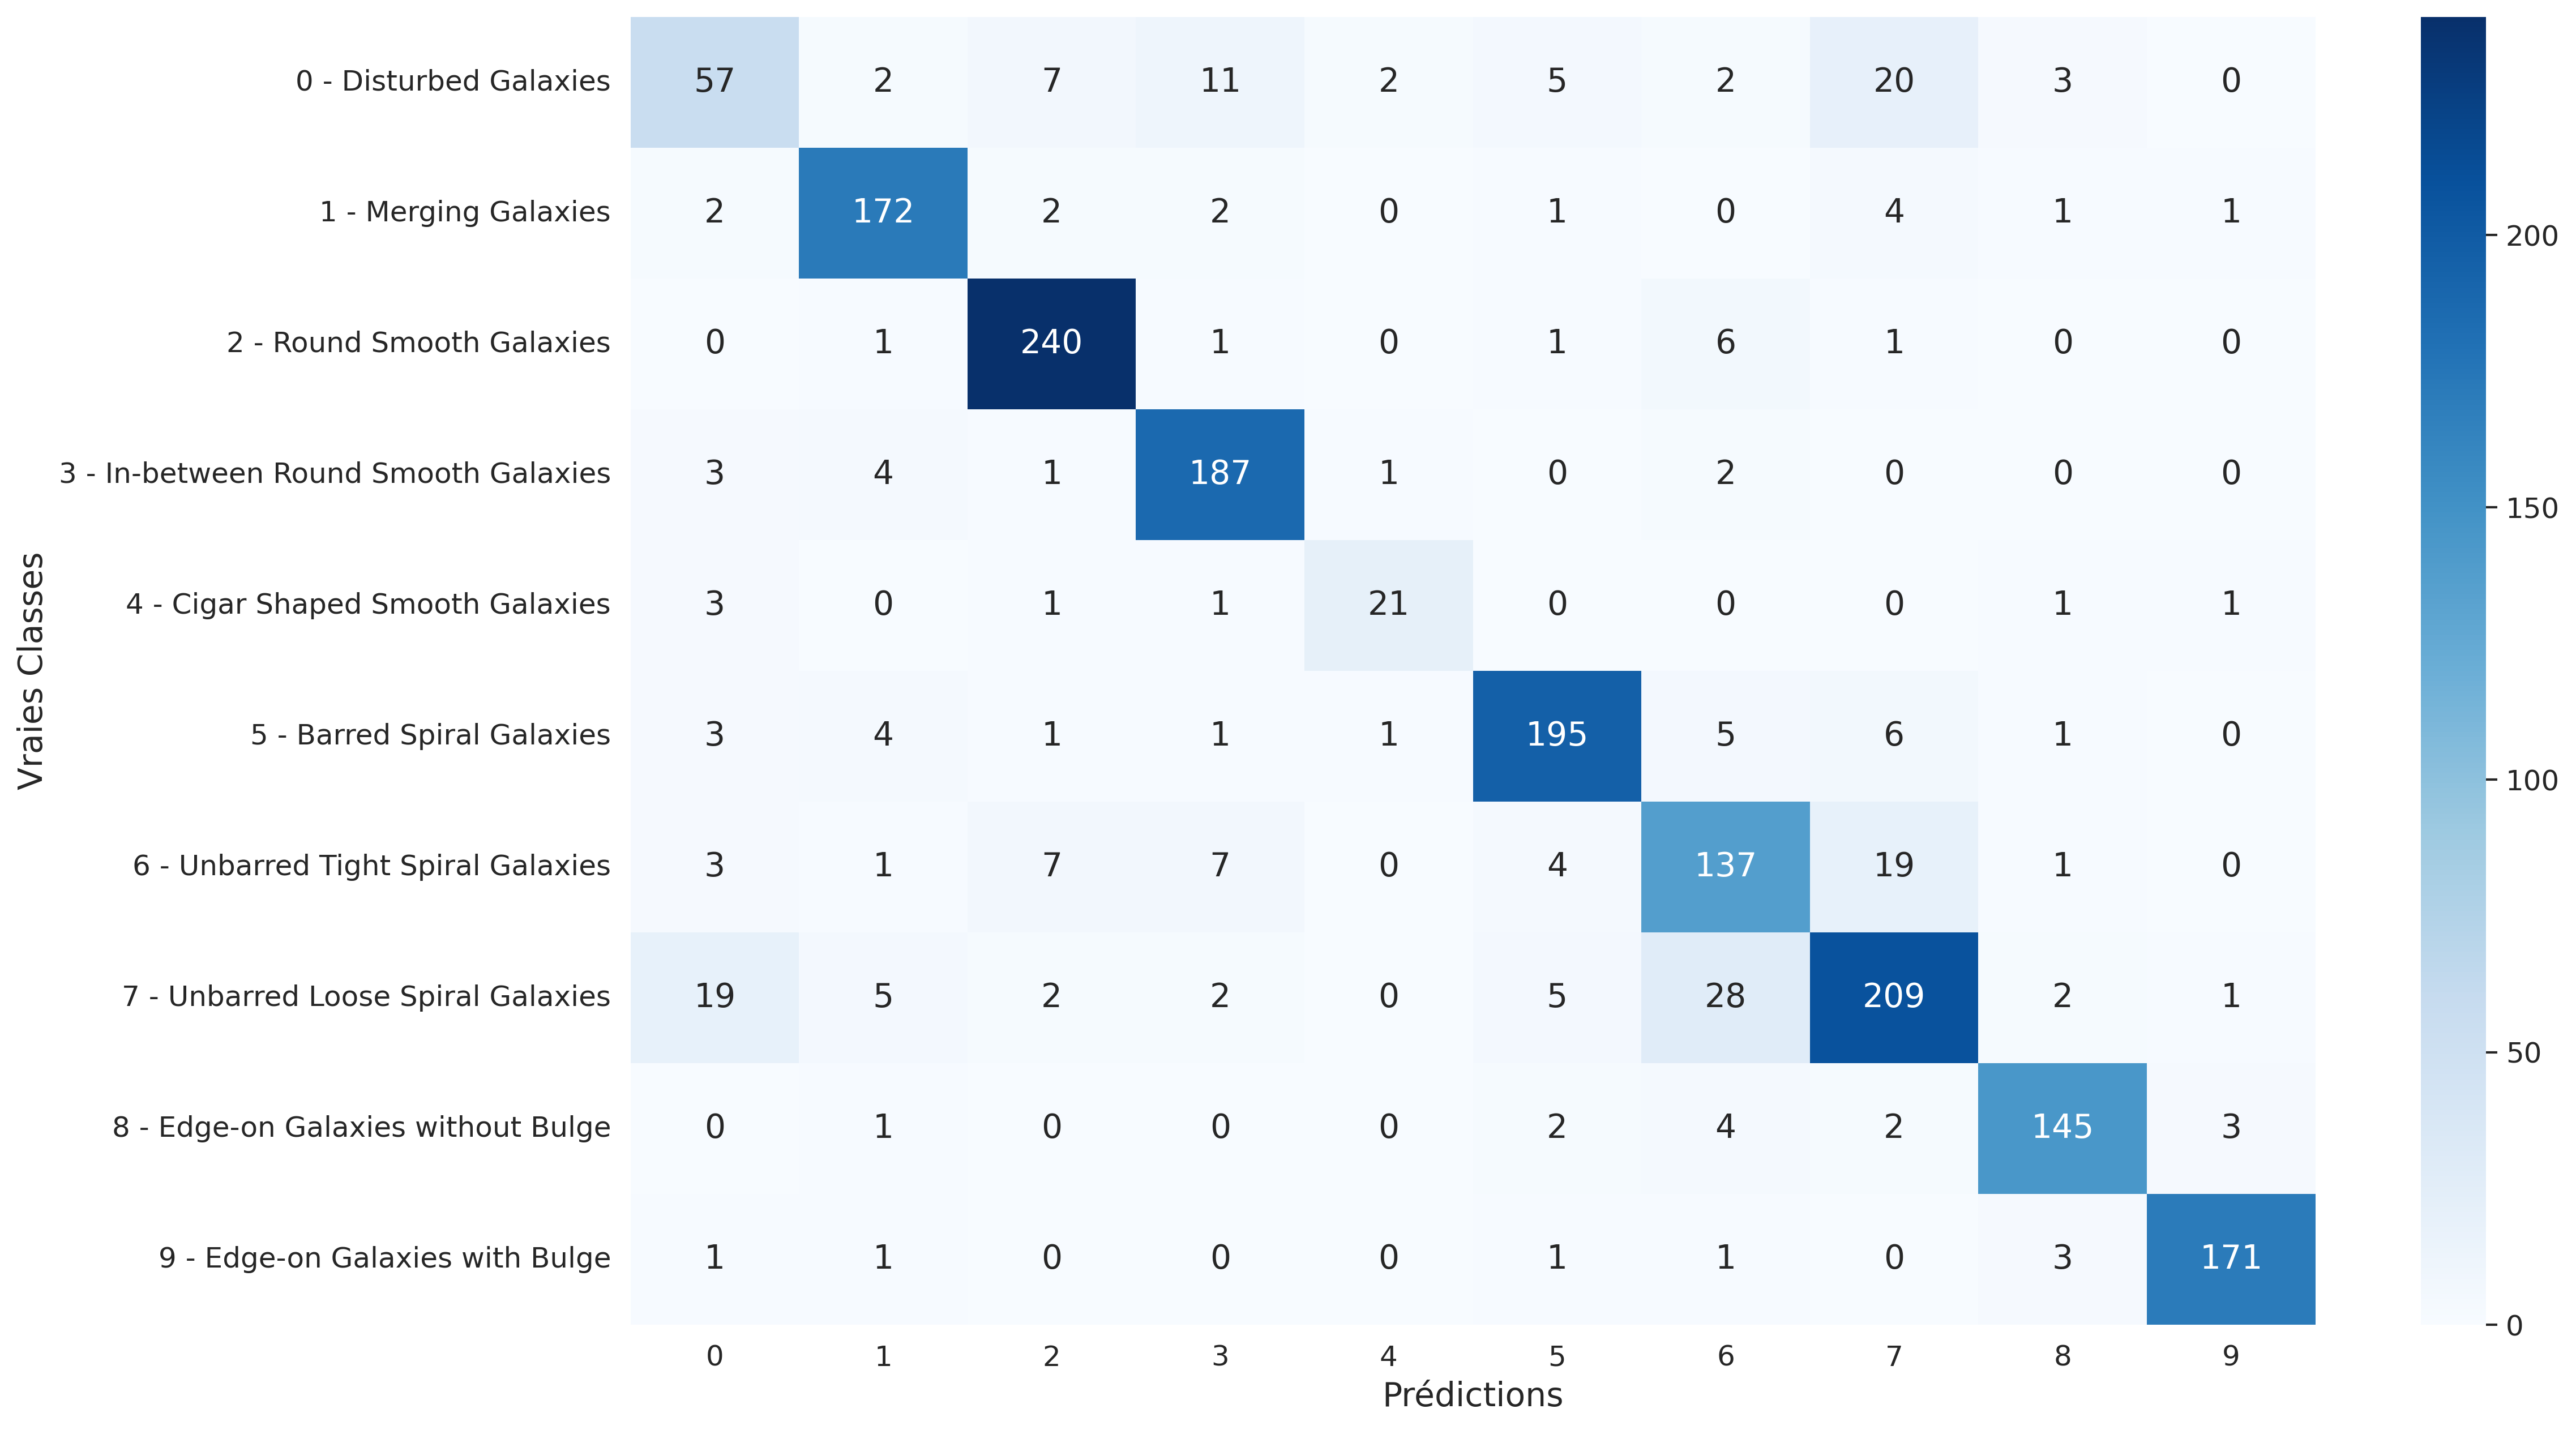 0 - Disturbed Galaxies 57 2 7 11 2 5 2 20 3 0
1 - Merging Galaxies 2 172 2 2 0 1 0 4 1 1
200
2 - Round Smooth Galaxies 0 1 240 1 0 1 6 1 0 0
3 - In-between Round Smooth Galaxies 3 4 1 187 1 0 2 0 0 0
150
4 - Cigar Shaped Smooth Galaxies 3 0 1 1 21 0 0 0 1 1
Vraies Classes
5 - Barred Spiral Galaxies 3 4 1 1 1 195 5 6 1 0
100
6 - Unbarred Tight Spiral Galaxies 3 1 7 7 0 4 137 19 1 0
7 - Unbarred Loose Spiral Galaxies 19 5 2 2 0 5 28 209 2 1
50
8 - Edge-on Galaxies without Bulge 0 1 0 0 0 2 4 2 145 3
9 - Edge-on Galaxies with Bulge 1 1 0 0 0 1 1 0 3 171
0
0 1 2 3 4 5 6 7 8 9
Prédictions